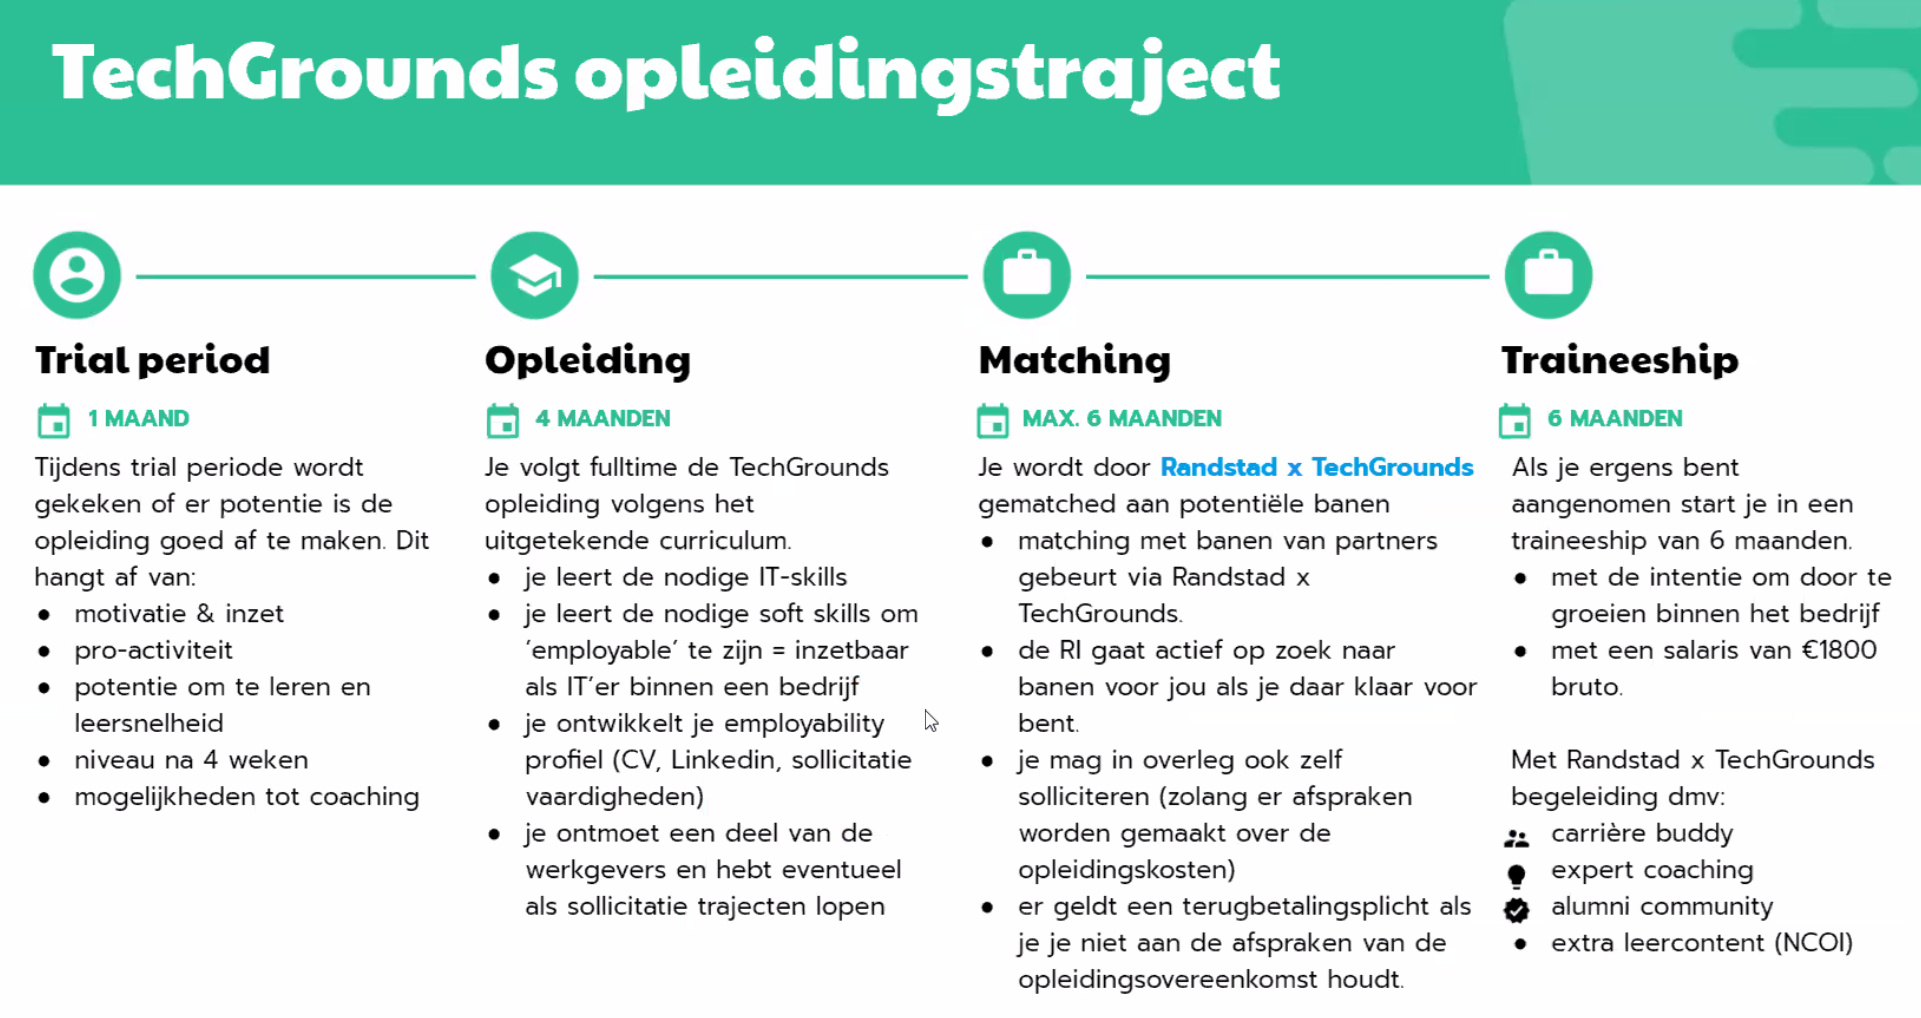 TechGrounds opleidingstraject
Trial period
1 MAAND
Tijdens trial periode wordt
gekeken of er potentie is de
opleiding goed af te maken. Dit
hangt af van:
● motivatie & inzet
● pro-activiteit
● potentie om te leren en
leersnelheid
● niveau na 4 weken
● mogelijkheden tot coaching
Opleiding
4 MAANDEN
Je volgt fulltime de TechGrounds
opleiding volgens het
uitgetekende curriculum.
● je leert de nodige IT-skills
● je leert de nodige soft skills om
‘employable’ te zijn = inzetbaar
als IT’er binnen een bedrijf
● je ontwikkelt je employability
profiel (CV, Linkedin, sollicitatie
vaardigheden)
● je ontmoet een deel van de
werkgevers en hebt eventueel
als sollicitatie trajecten lopen
Matching
MAX. 6 MAANDEN
Je wordt door Randstad x TechGrounds
gematched aan potentiële banen
● matching met banen van partners
gebeurt via Randstad x
TechGrounds.
● de RI gaat actief op zoek naar
banen voor jou als je daar klaar voor
bent.
● je mag in overleg ook zelf
solliciteren (zolang er afspraken
worden gemaakt over de
opleidingskosten)
● er geldt een terugbetalingsplicht als
je je niet aan de afspraken van de
opleidingsovereenkomst houdt.
Traineeship
6 MAANDEN
Als je ergens bent
aangenomen start je in een
traineeship van 6 maanden.
● met de intentie om door te
groeien binnen het bedrijf
● met een salaris van €1800
bruto.
Met Randstad x TechGrounds
begeleiding dmv:
carrière buddy
expert coaching
alumni community
● extra leercontent (NCOI)